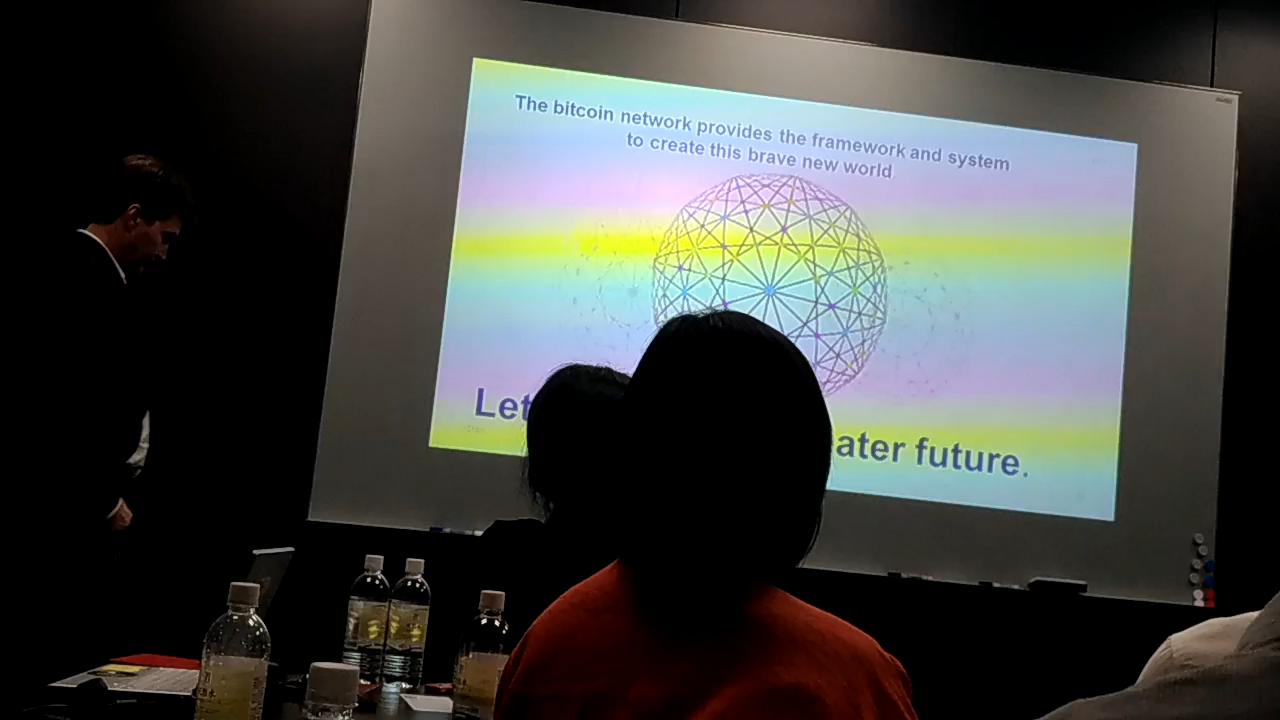 The bitcoin network provides the framework and system
to create this brave new world
Let
ater future.